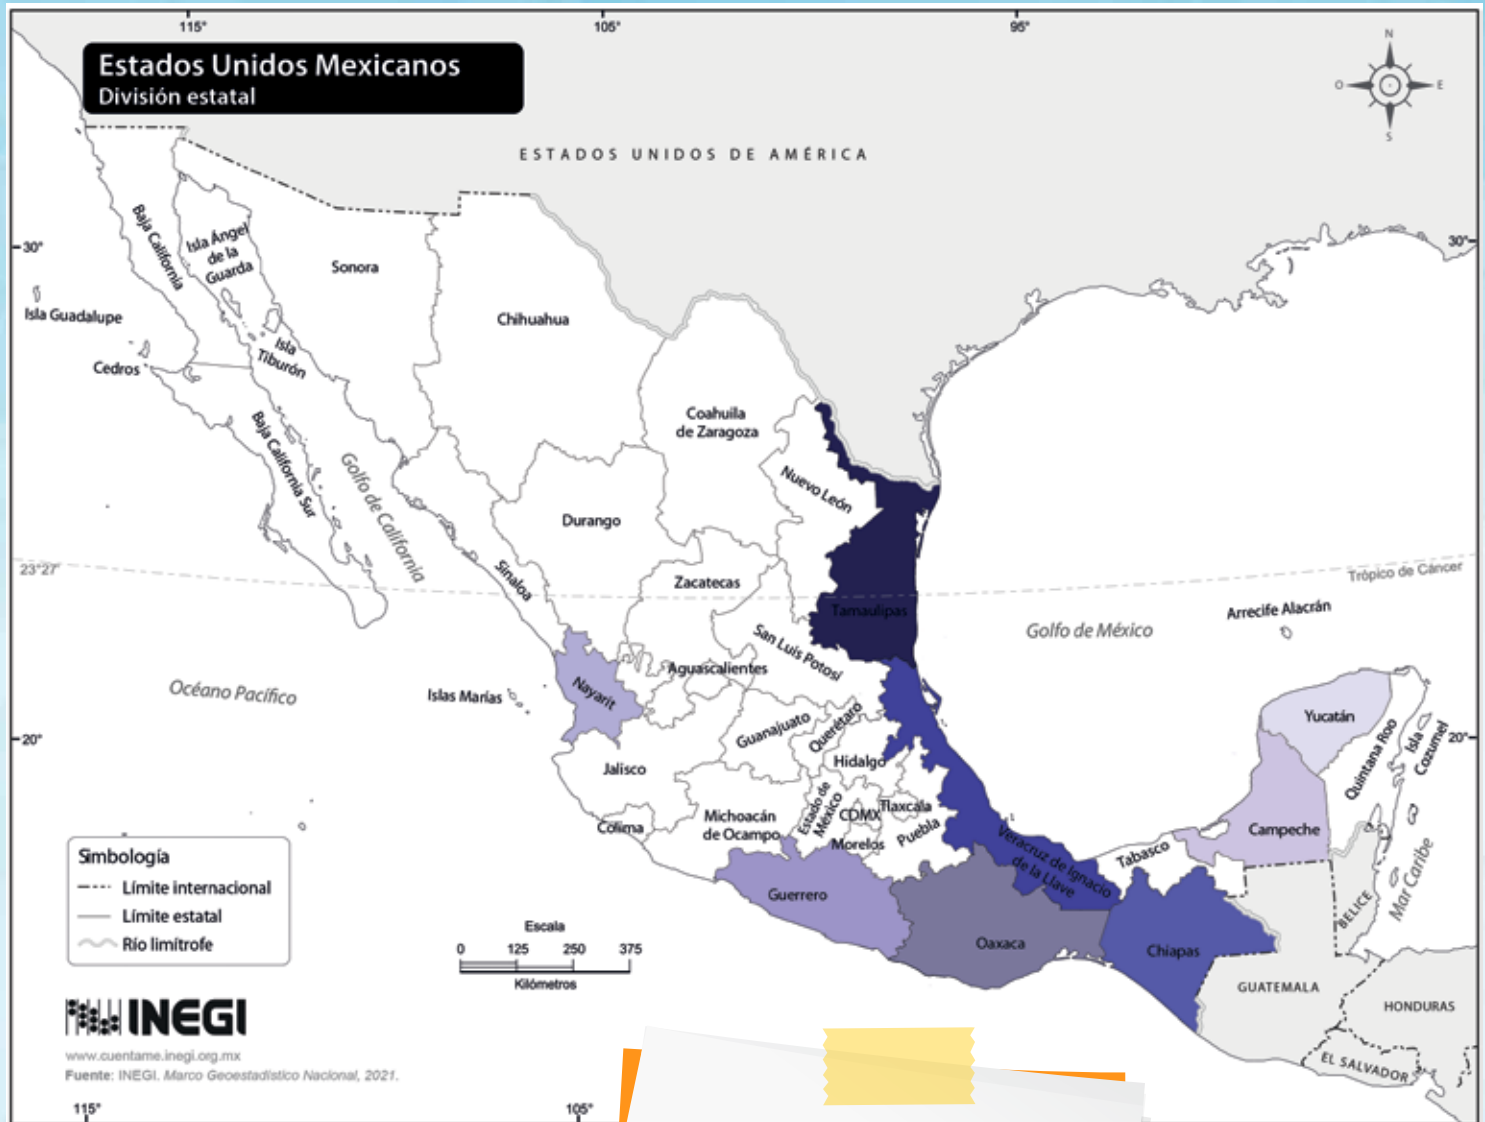 115°
105°
95°
Estados Unidos Mexicanos
División estatal
N
O
E
S
ESTADOS UNIDOS DE AMÉRICA
30°
30°
Baja California
Isla Ángel
de la
Guarda
Sonora
Chihuahua
Isla Guadalupe
Isla
Tiburón
Cedros
Coahuila
de Zaragoza
Baja California Sur
Golfo de California
Nuevo León
Durango
Sinaloa
23°27'
Trópico de Cáncer
Zacatecas
Tamaulipas
Arrecife Alacrán
Golfo de México
San Luis Potosí
Aguascalientes
Océano Pacífico
Islas Marías
Nayarit
Yucatán
Quintana Roo
Isla
Cozumel
20°
20°
Guanajuato
Querétaro
Hidalgo
Jalisco
Estado de
México
Tlaxcala
CDMX
Michoacán
de Ocampo
Colima
Morelos
Puebla
Veracruz de Ignacio
de la Llave
Tabasco
Campeche
Mar Caribe
BELICE
Guerrero
Oaxaca
Chiapas
GUATEMALA
HONDURAS
EL SALVADOR
Simbología
Límite internacional
Límite estatal
Río limítrofe
Escala
0 125 250 375
Kilómetros
INEGI
www.cuentame.inegi.org.mx
Fuente: INEGI. Marco Geoestadístico Nacional, 2021.
115°
105°